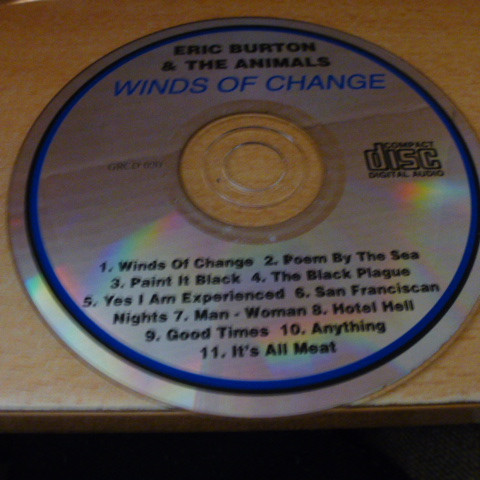 ERIC BURTON
& THE ANIMALS
WINDS OF CHANGE
COMPACT
disc
DIGITAL AUDIO
1. Winds Of Change 2. Poem By The Sea
3. Paint It Black 4. The Black Plague
5. Yes I Am Experienced 6. San Franciscan
Nights 7. Man - Woman 8. Hotel Hell
9. Good Times 10. Anything
11. It's All Meat